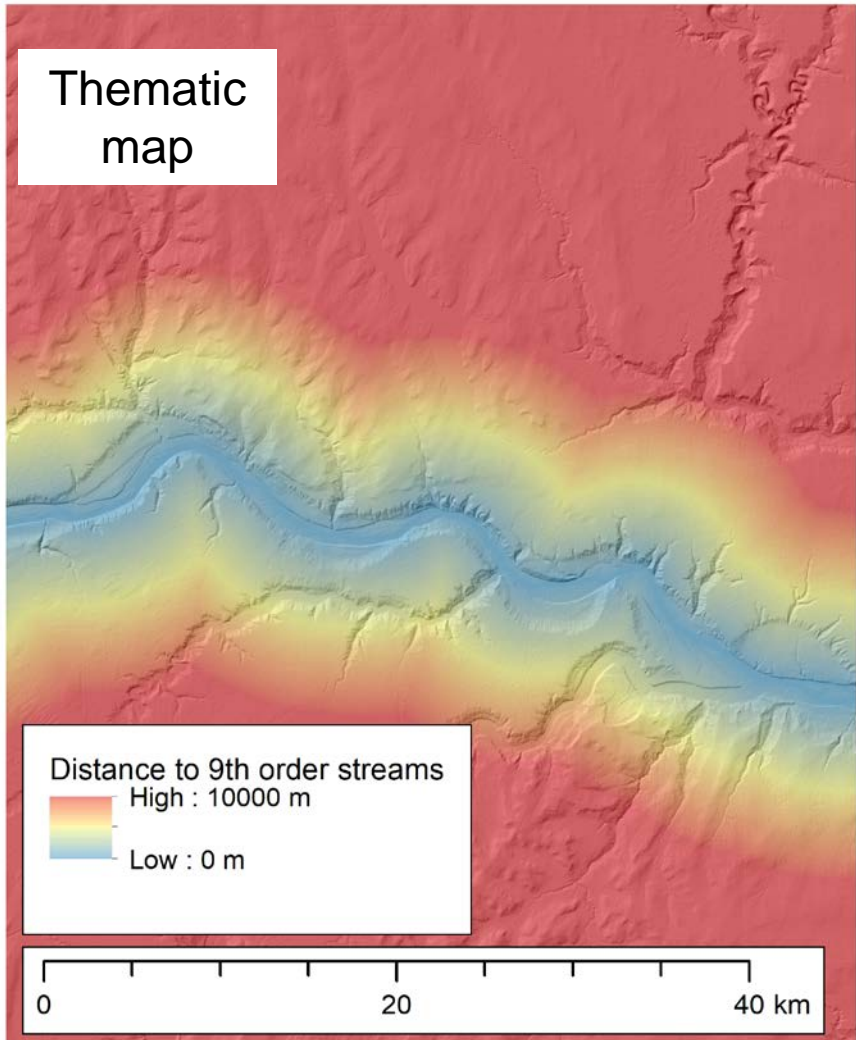 Thematic
map
Distance to 9th order streams
High : 10000 m
Low : 0 m
0 20 40 km